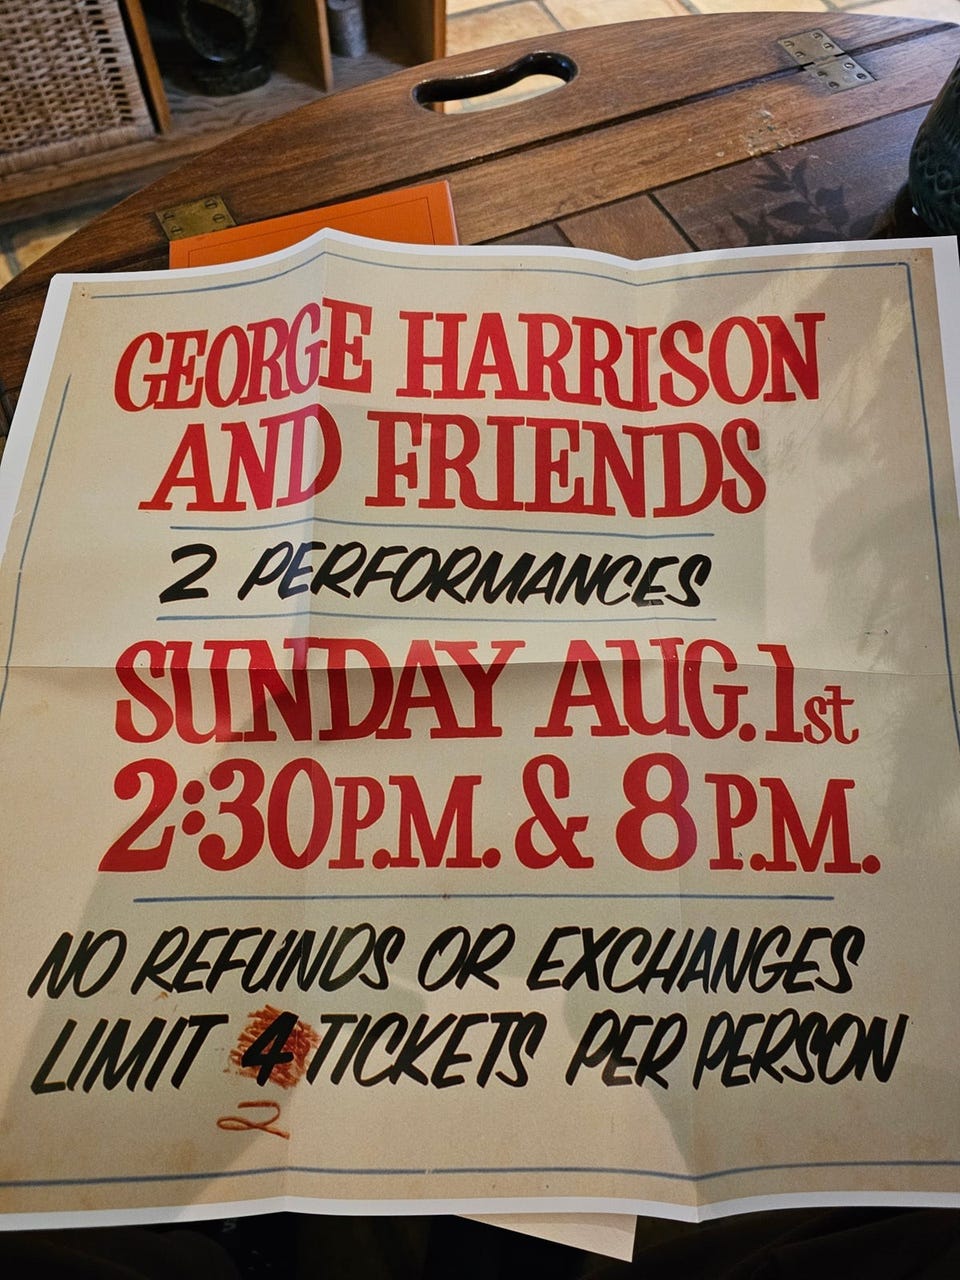 GEORGE HARRISON
AND FRIENDS
2 PERFORMANCES
SUNDAY AUG. 1st
2:30 P.M. & 8 P.M.
NO REFUNDS OR EXCHANGES
LIMIT 4 TICKETS PER PERSON
2